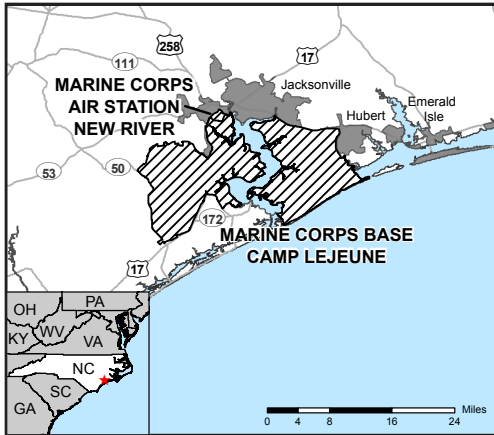 258
17
111
Jacksonville
MARINE CORPS
AIR STATION
NEW RIVER
Hubert
Emerald
Isle
50
53
172
MARINE CORPS BASE
CAMP LEJEUNE
17
PA
OH
WV
KY
VA
NC
SC
GA
Miles
0 4 8 16 24